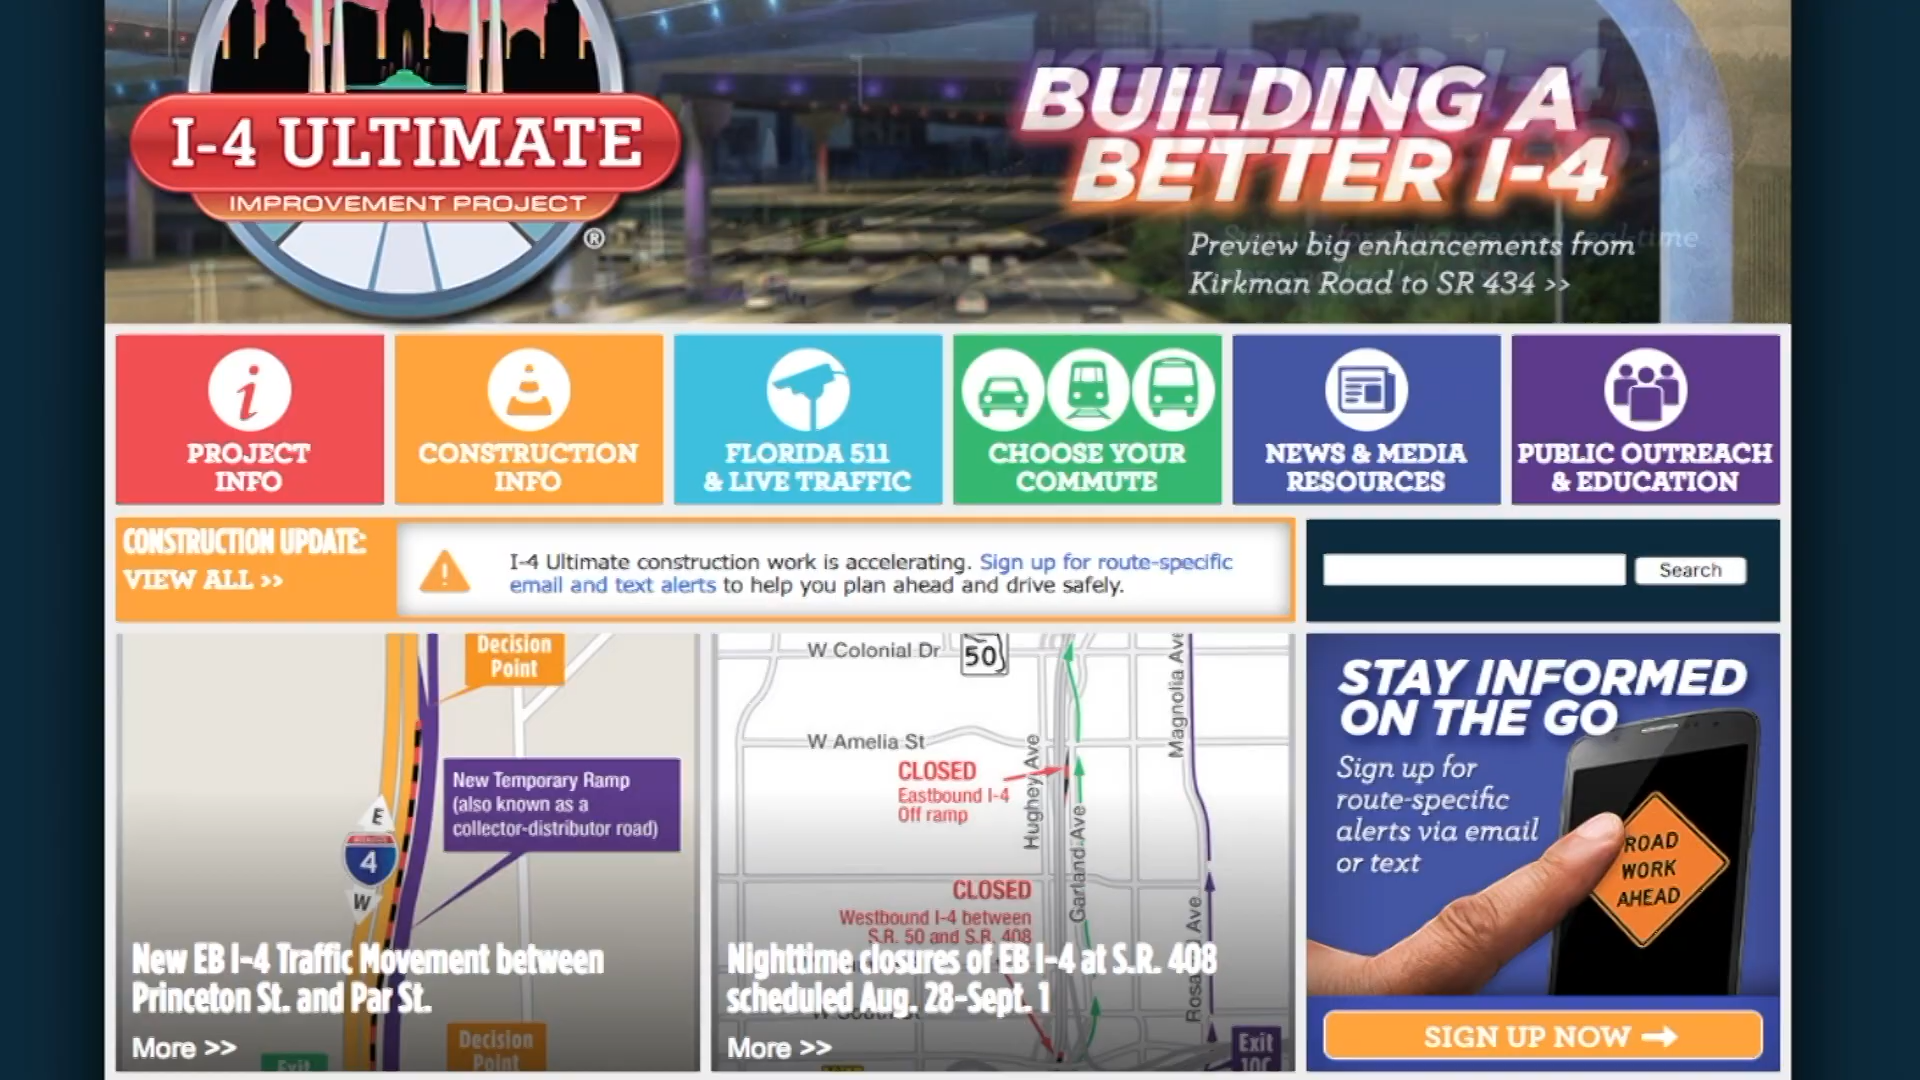 I-4 ULTIMATE
IMPROVEMENT PROJECT
®
BUILDING A
BETTER I-4
Preview big enhancements from
Kirkman Road to SR 434 >>
PROJECT
INFO
CONSTRUCTION
INFO
FLORIDA 511
& LIVE TRAFFIC
CHOOSE YOUR
COMMUTE
NEWS & MEDIA
RESOURCES
PUBLIC OUTREACH
& EDUCATION
CONSTRUCTION UPDATE:
VIEW ALL >>
I-4 Ultimate construction work is accelerating. Sign up for route-specific
email and text alerts to help you plan ahead and drive safely.
Search
Decision
Point
New Temporary Ramp
(also known as a
collector-distributor road)
E
4
W
New EB I-4 Traffic Movement between
Princeton St. and Par St.
More >>
Exit
Decision
Point
W Colonial Dr
50
Magnolia Ave
W Amelia St
Hughey Ave
CLOSED
Eastbound I-4
Off ramp
Garland Ave
CLOSED
Westbound I-4 between
S.R. 50 and S.R. 408
Nighttime closures of EB I-4 at S.R. 408
scheduled Aug. 28-Sept. 1
More >>
Exit
10C
STAY INFORMED
ON THE GO
Sign up for
route-specific
alerts via email
or text
ROAD
WORK
AHEAD
SIGN UP NOW